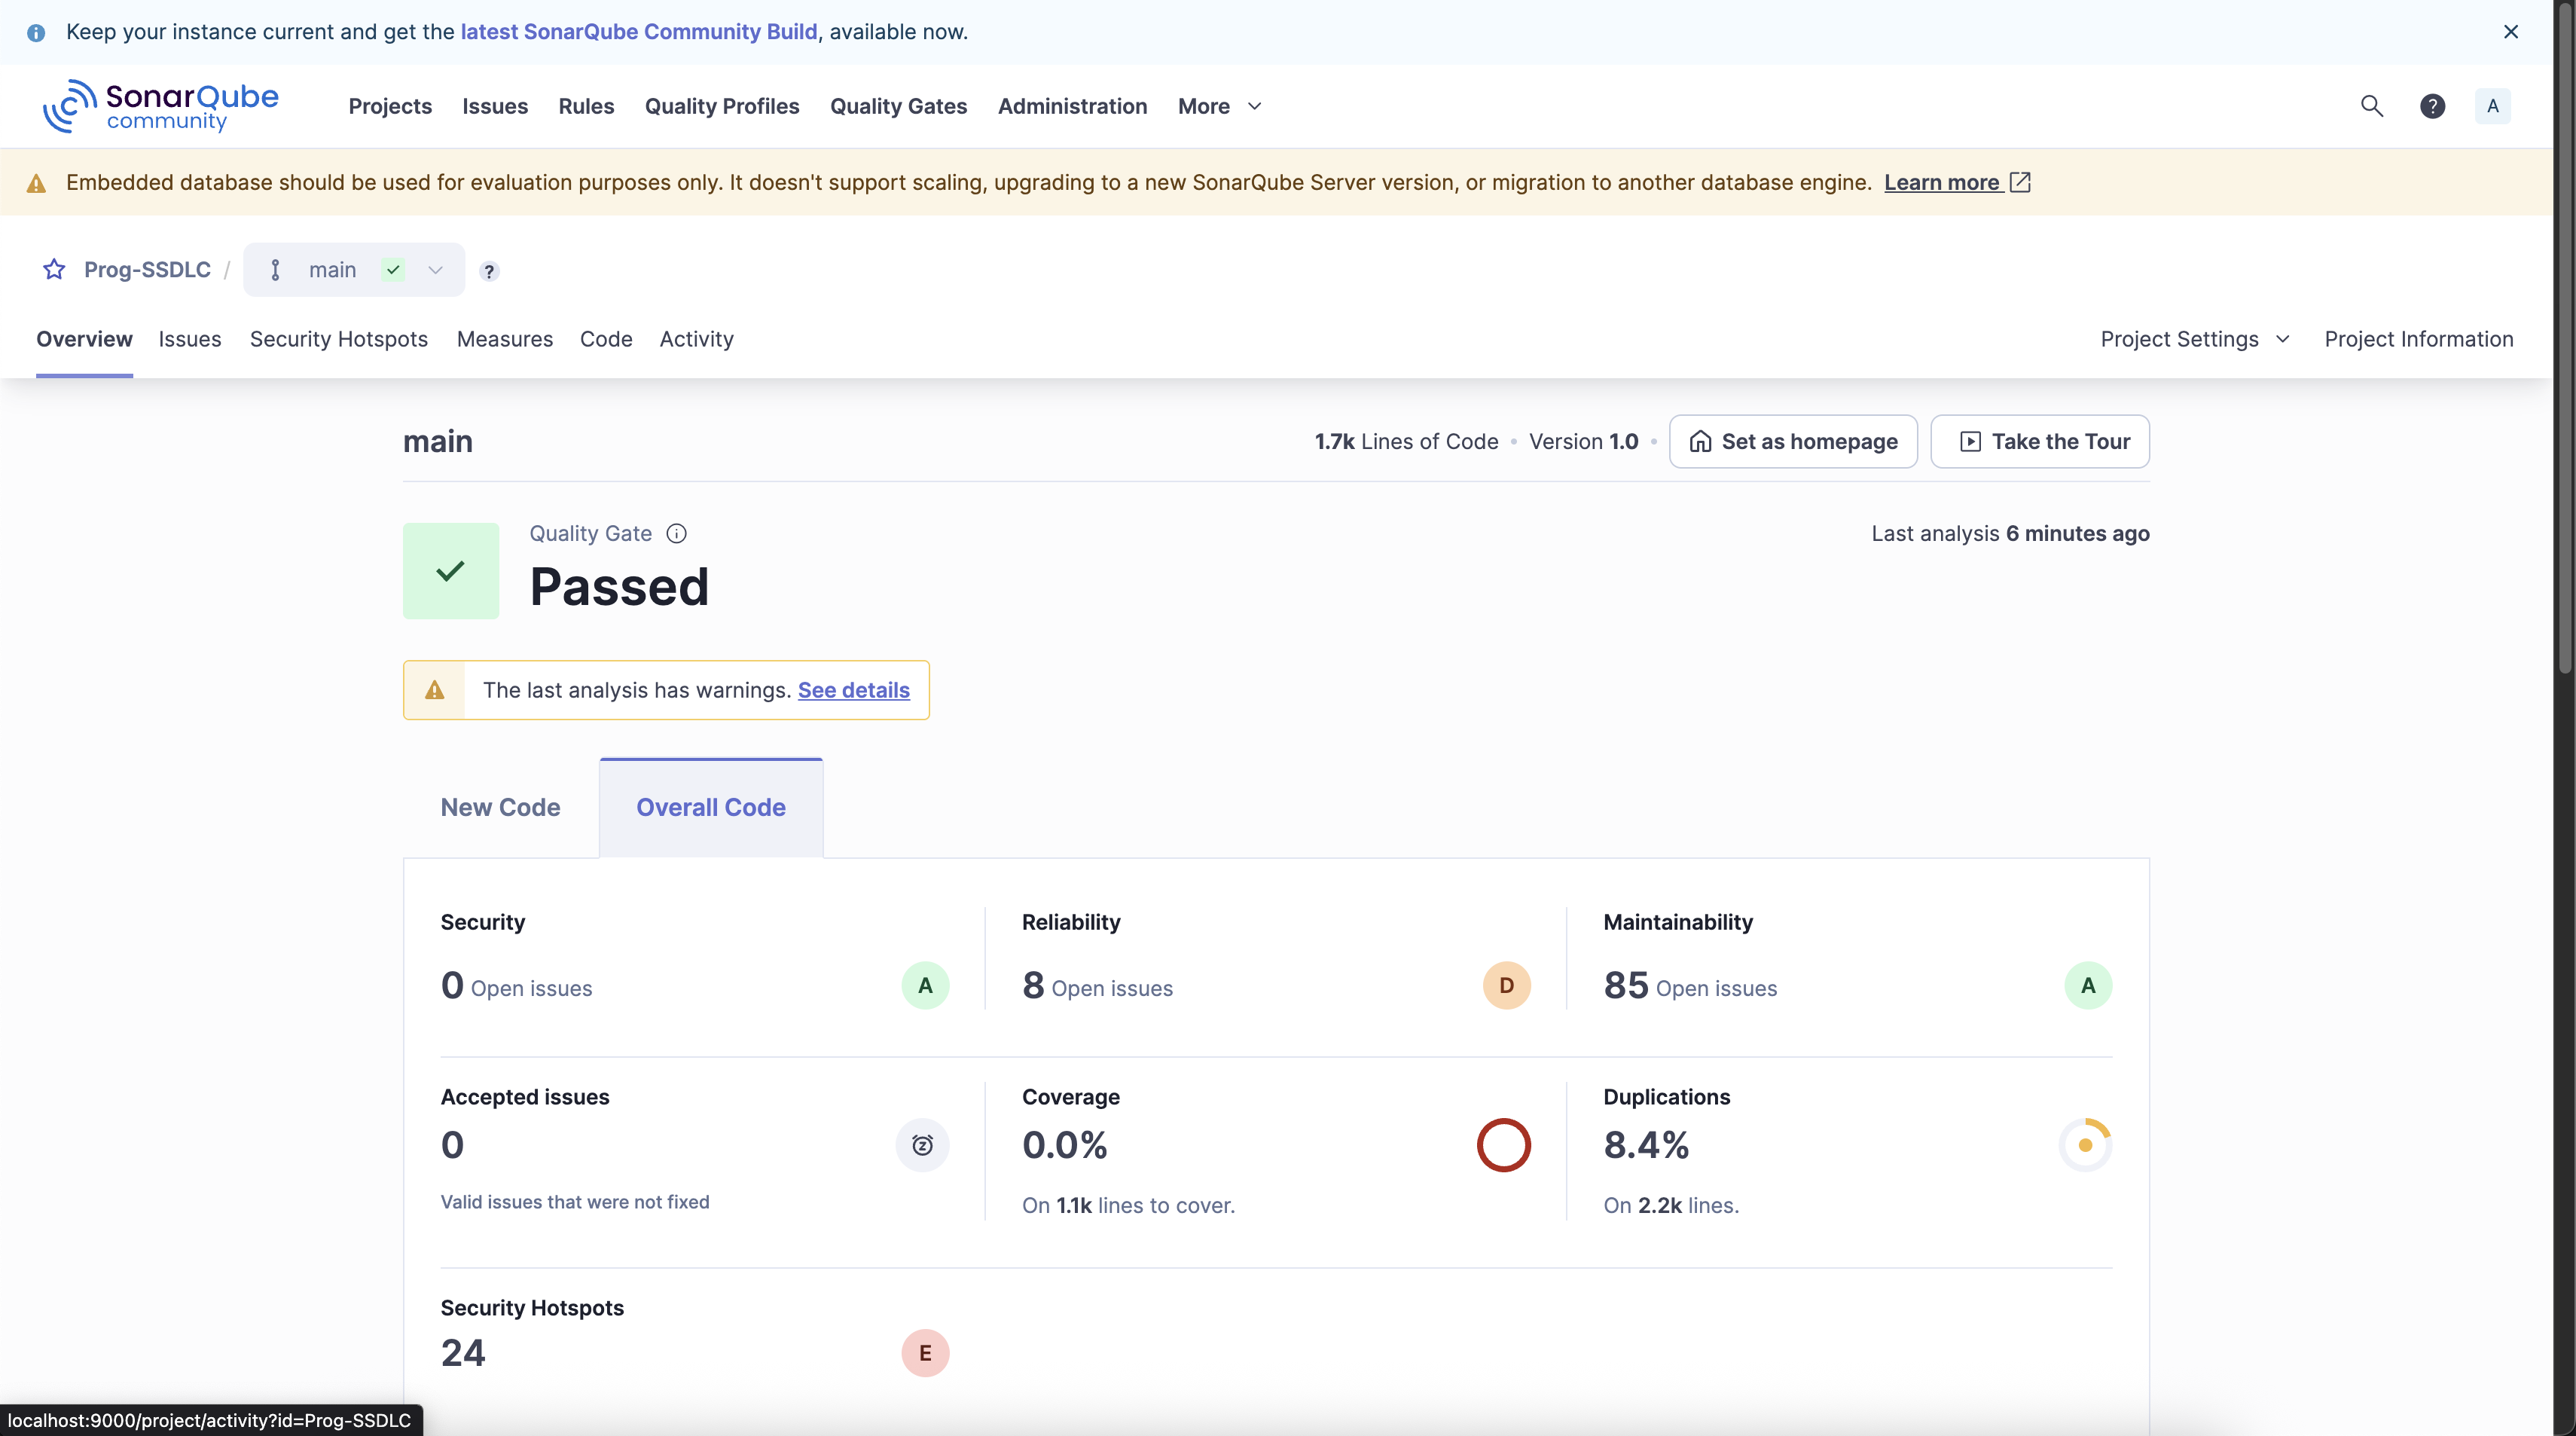 Keep your instance current and get the latest SonarQube Community Build, available now.
SonarQube community
Projects Issues Rules Quality Profiles Quality Gates Administration More
A
Embedded database should be used for evaluation purposes only. It doesn't support scaling, upgrading to a new SonarQube Server version, or migration to another database engine. Learn more
Prog-SSDLC / main ?
Overview Issues Security Hotspots Measures Code Activity Project Settings Project Information
main 1.7k Lines of Code • Version 1.0 • Set as homepage Take the Tour
Quality Gate Last analysis 6 minutes ago
Passed
The last analysis has warnings. See details
New Code Overall Code
Security Reliability Maintainability
0 Open issues A 8 Open issues D 85 Open issues A
Accepted issues Coverage Duplications
0 0.0% 8.4%
Valid issues that were not fixed On 1.1k lines to cover. On 2.2k lines.
Security Hotspots
24 E
localhost:9000/project/activity?id=Prog-SSDLC